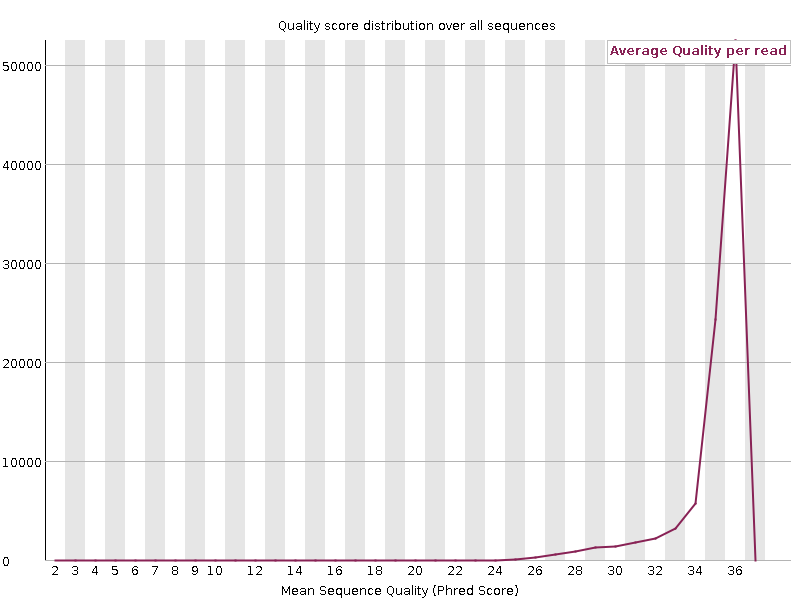 Quality score distribution over all sequences
Average Quality per read
50000
40000
30000
20000
10000
0
2 3 4 5 6 7 8 9 10 12 14 16 18 20 22 24 26 28 30 32 34 36
Mean Sequence Quality (Phred Score)